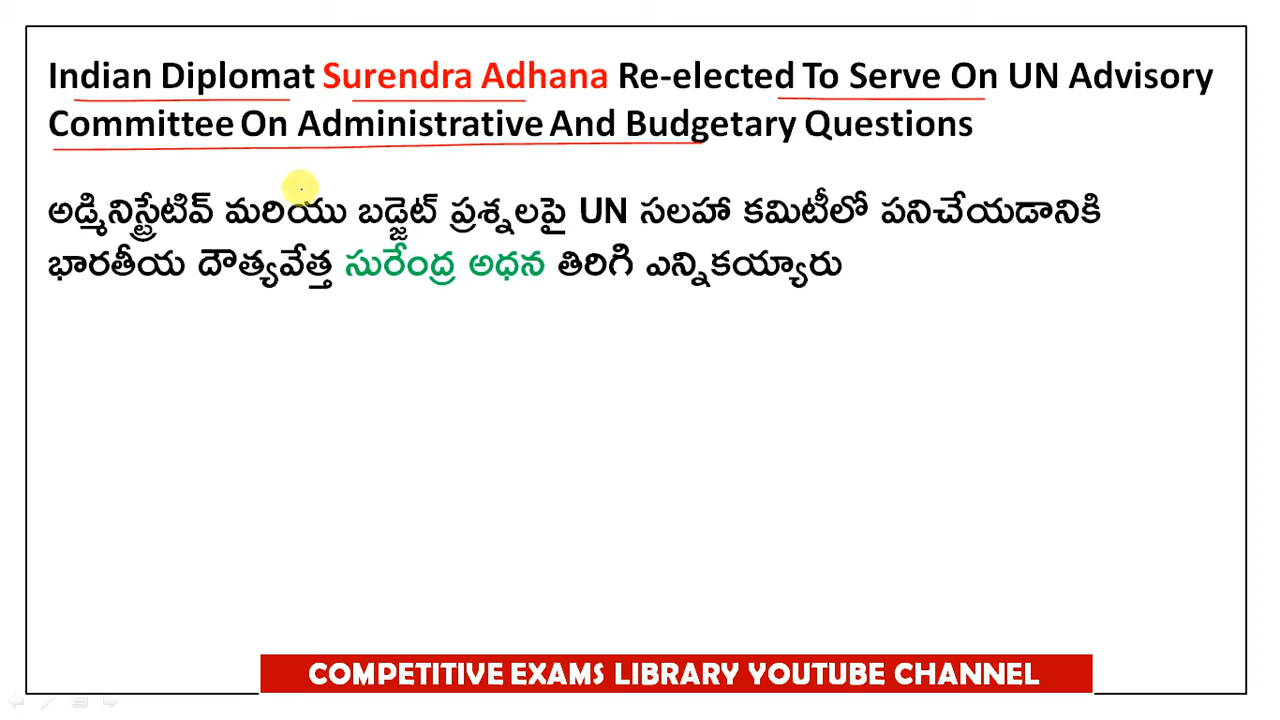 Indian Diplomat Surendra Adhana Re-elected To Serve On UN Advisory
Committee On Administrative And Budgetary Questions
అడ్మినిస్ట్రేటివ్ మరియు బడ్జెట్ ప్రశ్నలపై UN సలహా కమిటీలో పనిచేయడానికి
భారతీయ దౌత్యవేత్త సురేంద్ర అధన తిరిగి ఎన్నికయ్యారు
COMPETITIVE EXAMS LIBRARY YOUTUBE CHANNEL